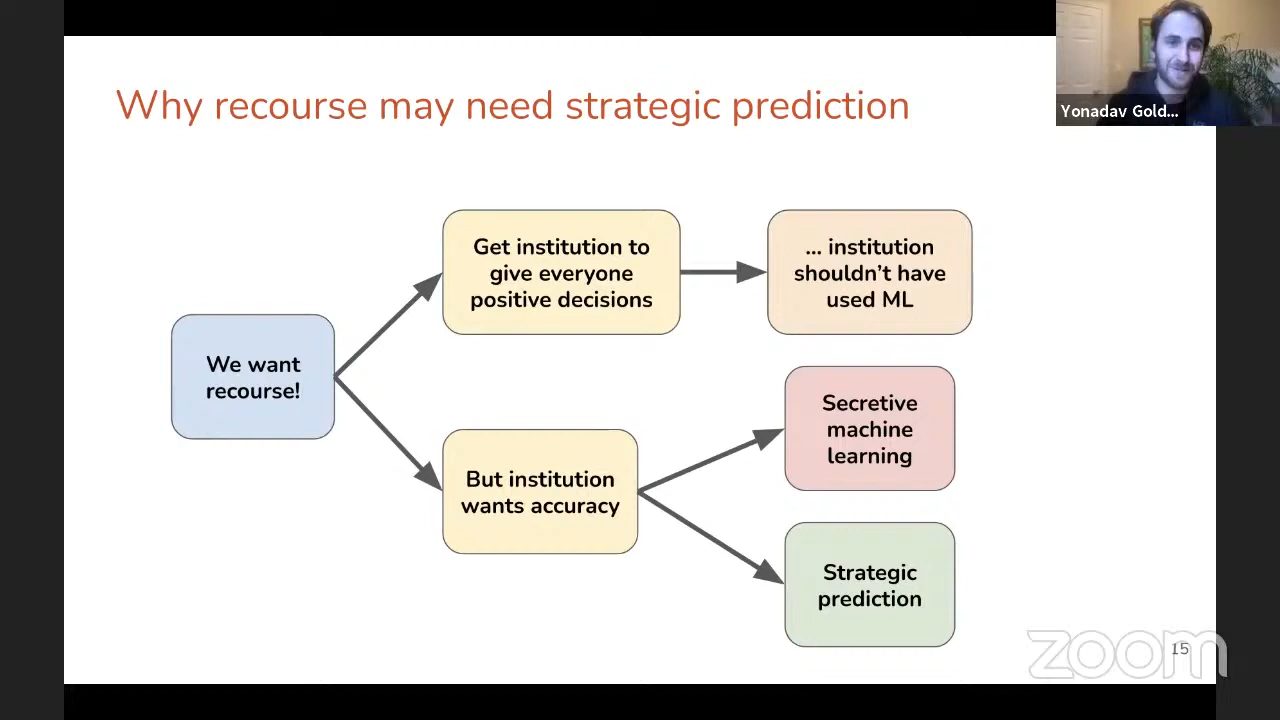 Why recourse may need strategic prediction
Yonadav Gold...
We want
recourse!
Get institution to
give everyone
positive decisions
... institution
shouldn't have
used ML
But institution
wants accuracy
Secretive
machine
learning
Strategic
prediction
zoom
15